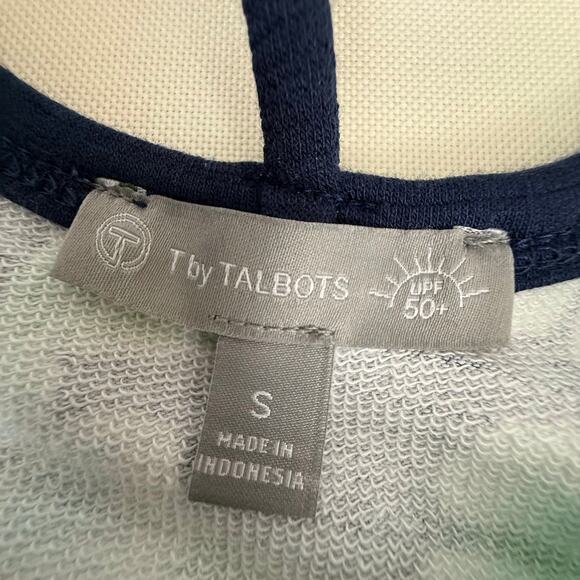 T
T by TALBOTS
UPF
50+
S
MADE IN
INDONESIA